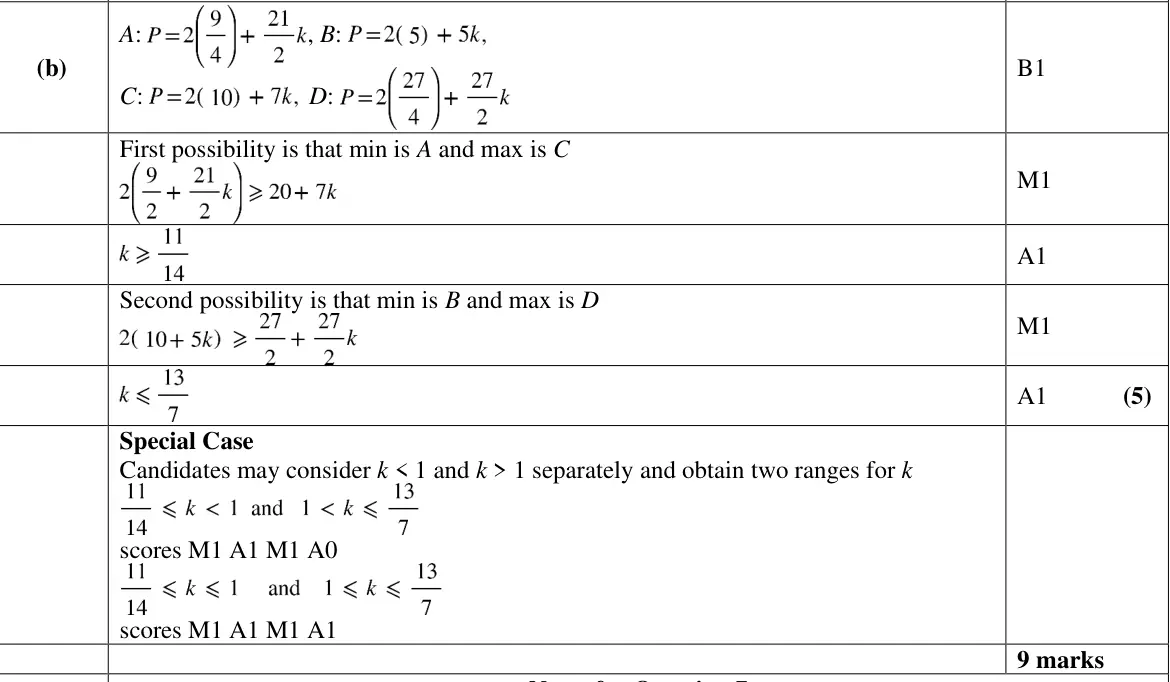 (b)
A: P = 2(9/4) + 21/2 k, B: P = 2( 5) + 5k,
C: P = 2( 10) + 7k, D: P = 2(27/4) + 27/2 k
B1
First possibility is that min is A and max is C
2(9/2 + 21/2 k) ⩾ 20 + 7k
M1
k ⩾ 11/14
A1
Second possibility is that min is B and max is D
2( 10 + 5k) ⩾ 27/2 + 27/2 k
M1
k ⩽ 13/7
A1 (5)
Special Case
Candidates may consider k < 1 and k > 1 separately and obtain two ranges for k
11/14 ⩽ k < 1 and 1 < k ⩽ 13/7
scores M1 A1 M1 A0
11/14 ⩽ k ⩽ 1 and 1 ⩽ k ⩽ 13/7
scores M1 A1 M1 A1
9 marks